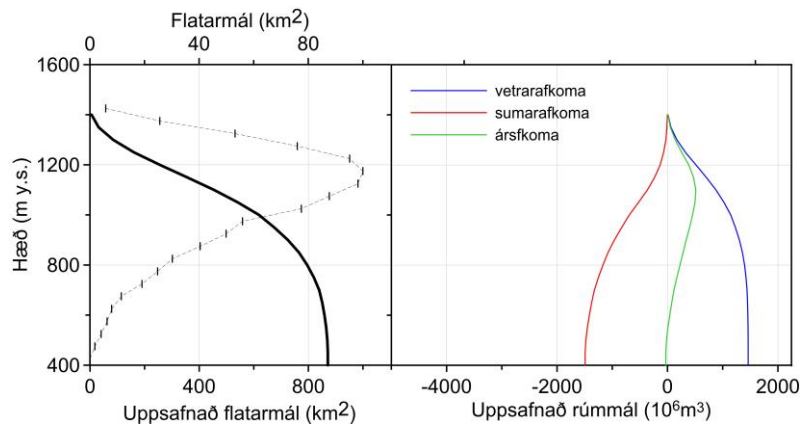 Flatarmál (km2)
0 40 80
1600
1200
800
400
Hæð (m y.s.)
0 400 800
Uppsafnað flatarmál (km2)
vetrarafkoma
sumarafkoma
ársfkoma
-4000 -2000 0 2000
Uppsafnað rúmmál (10⁶m³)